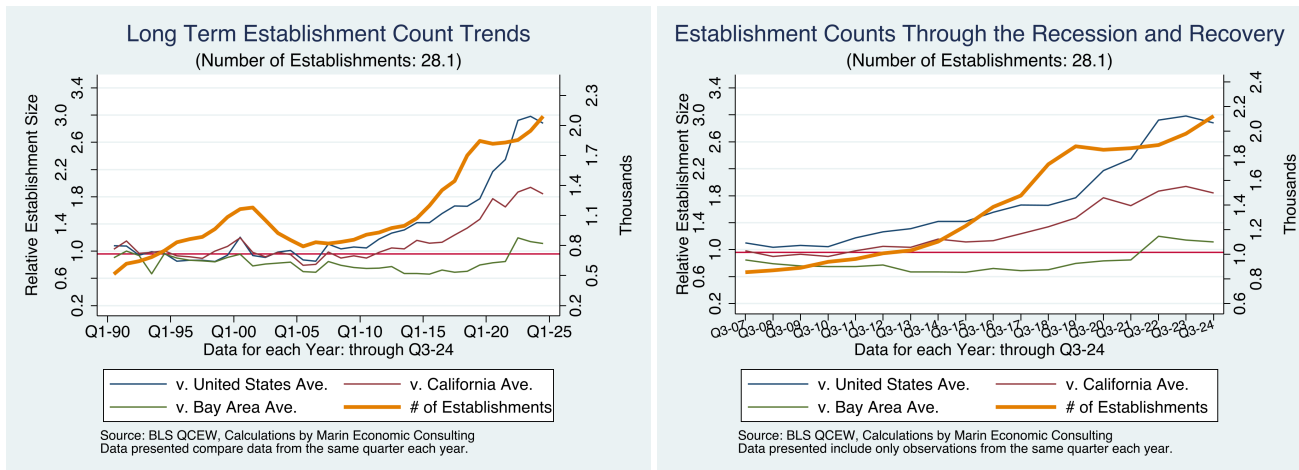 Long Term Establishment Count Trends
(Number of Establishments: 28.1)
Relative Establishment Size
0.2 0.6 1.0 1.4 1.8 2.2 2.6 3.0 3.4
0.2 0.5 0.8 1.1 1.4 1.7 2.0 2.3
Thousands
Q1-90 Q1-95 Q1-00 Q1-05 Q1-10 Q1-15 Q1-20 Q1-25
Data for each Year: through Q3-24
v. United States Ave. v. California Ave.
v. Bay Area Ave. # of Establishments
Source: BLS QCEW, Calculations by Marin Economic Consulting
Data presented compare data from the same quarter each year.
Establishment Counts Through the Recession and Recovery
(Number of Establishments: 28.1)
Relative Establishment Size
0.2 0.6 1.0 1.4 1.8 2.2 2.6 3.0 3.4
0.6 0.8 1.0 1.2 1.4 1.6 1.8 2.0 2.2 2.4
Thousands
Q3-07 Q3-08 Q3-09 Q3-10 Q3-11 Q3-12 Q3-13 Q3-14 Q3-15 Q3-16 Q3-17 Q3-18 Q3-19 Q3-20 Q3-21 Q3-22 Q3-23 Q3-24
Data for each Year: through Q3-24
v. United States Ave. v. California Ave.
v. Bay Area Ave. # of Establishments
Source: BLS QCEW, Calculations by Marin Economic Consulting
Data presented include only observations from the same quarter each year.